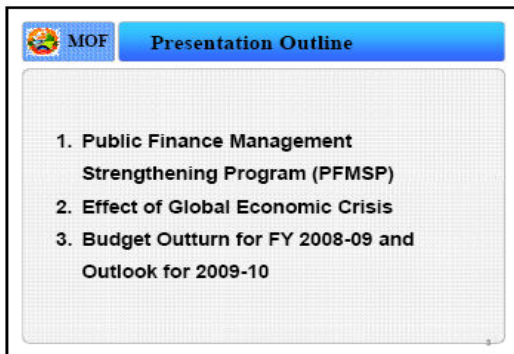 MOF Presentation Outline
1. Public Finance Management
Strengthening Program (PFMSP)
2. Effect of Global Economic Crisis
3. Budget Outturn for FY 2008-09 and
Outlook for 2009-10
3